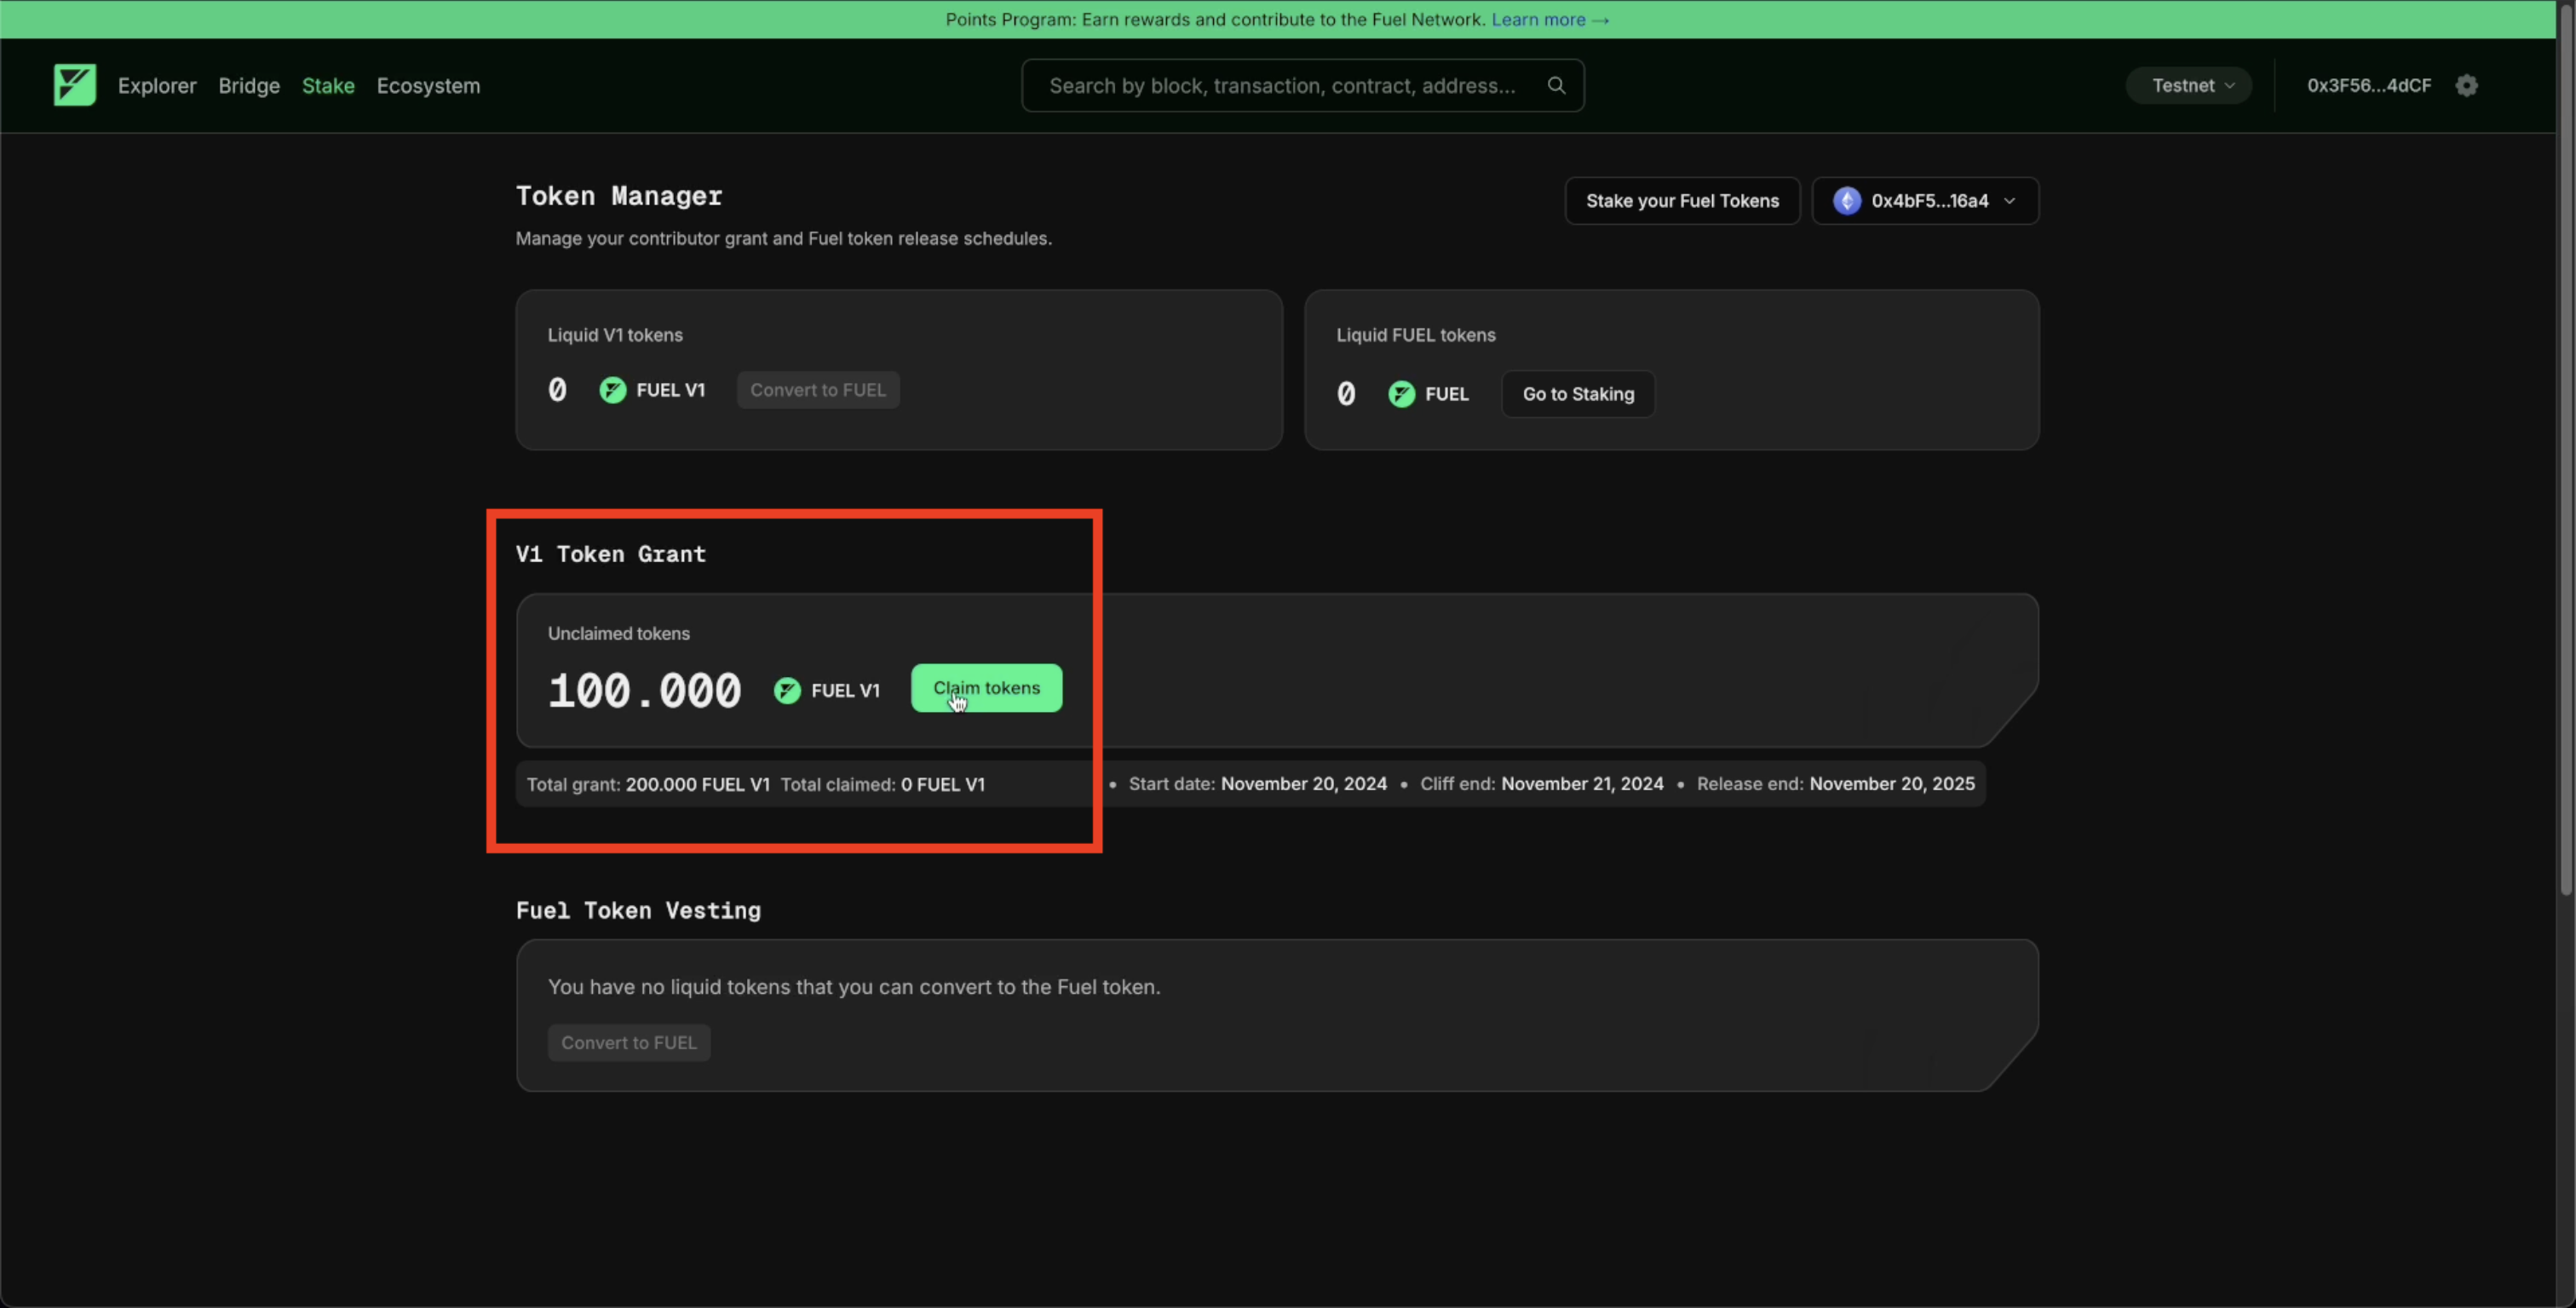 Points Program: Earn rewards and contribute to the Fuel Network. Learn more →
Explorer Bridge Stake Ecosystem
Search by block, transaction, contract, address...
Testnet
0x3F56...4dCF
Token Manager
Manage your contributor grant and Fuel token release schedules.
Stake your Fuel Tokens
0x4bF5...16a4
Liquid V1 tokens
0 FUEL V1 Convert to FUEL
Liquid FUEL tokens
0 FUEL Go to Staking
V1 Token Grant
Unclaimed tokens
100.000 FUEL V1 Claim tokens
Total grant: 200.000 FUEL V1 Total claimed: 0 FUEL V1 • Start date: November 20, 2024 • Cliff end: November 21, 2024 • Release end: November 20, 2025
Fuel Token Vesting
You have no liquid tokens that you can convert to the Fuel token.
Convert to FUEL